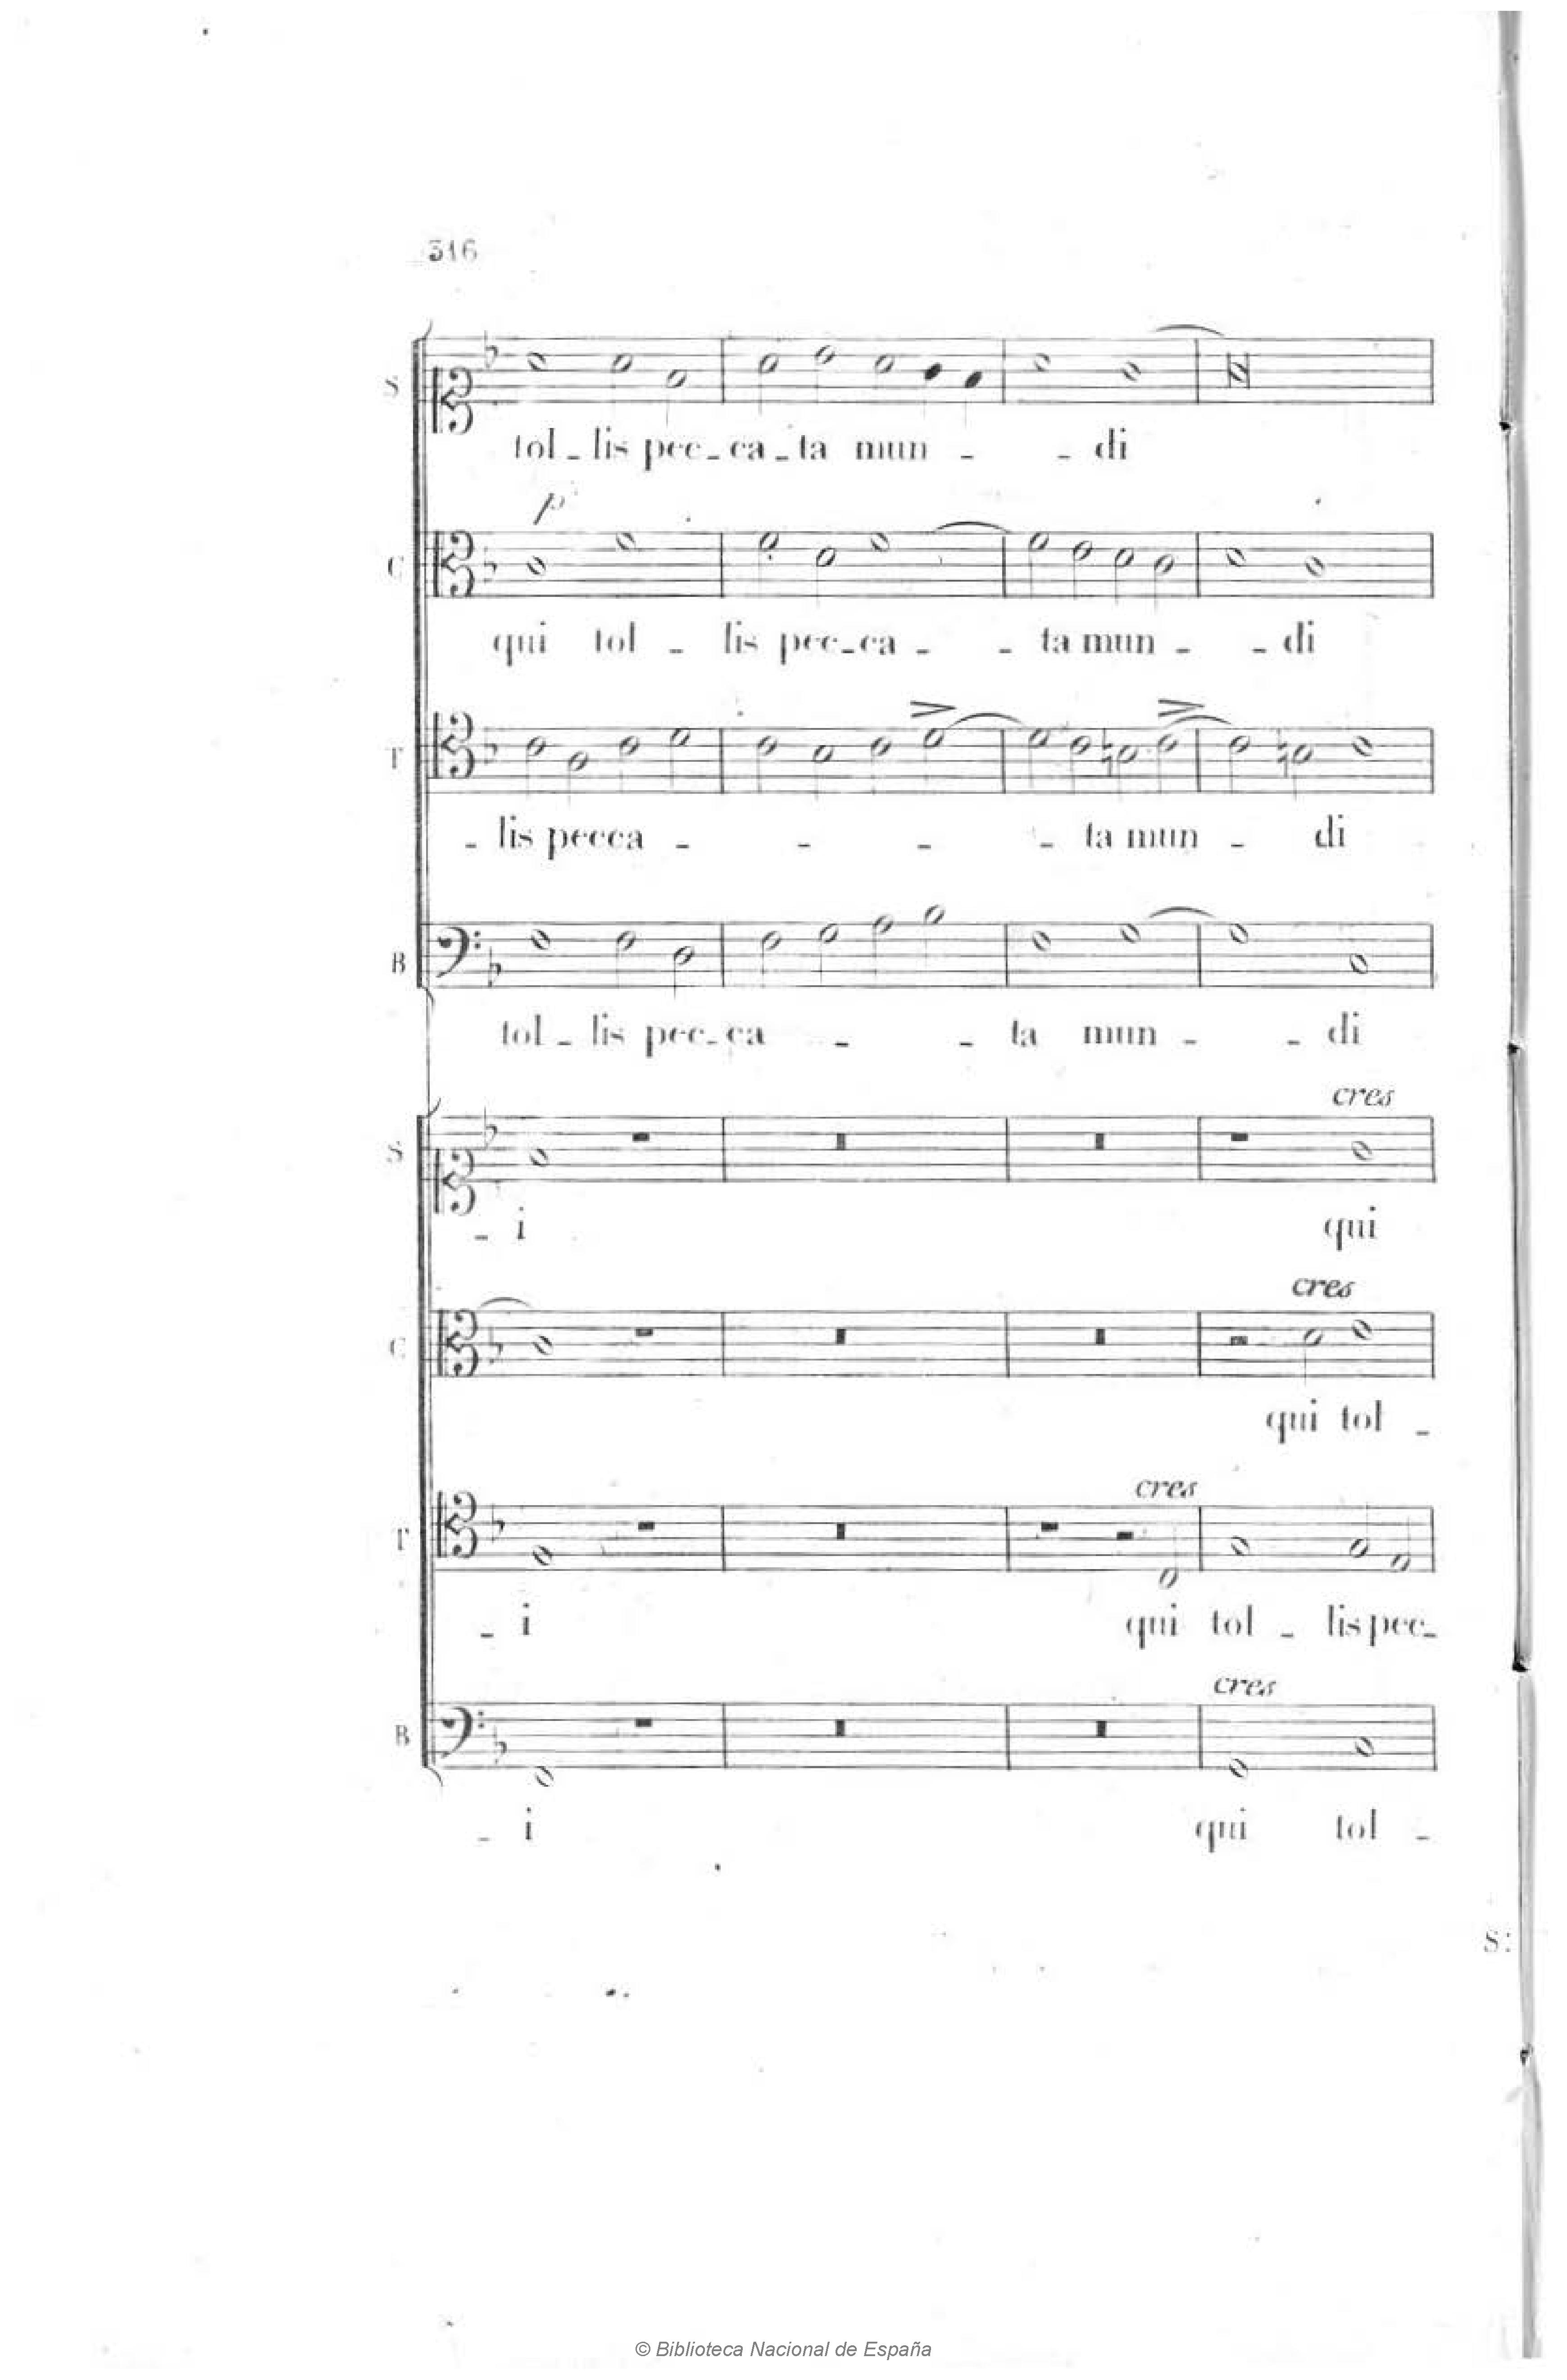 316
S
tol - lis pec - ca - ta mun - - di
p
C
qui tol - lis pec - ca - - ta mun - - di
T
- lis pecca - - - - ta mun - di
B
tol - lis pec - ca - - ta mun - - di
cres
S
- i qui
cres
C
qui tol -
cres
T
- i qui tol - lis pec -
cres
B
- i qui tol -
S:
© Biblioteca Nacional de España